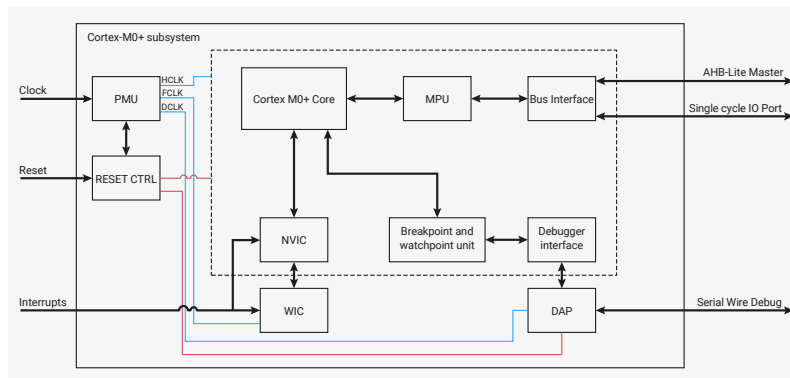 Cortex-M0+ subsystem
Clock
PMU
HCLK
FCLK
DCLK
Cortex M0+ Core
MPU
Bus Interface
AHB-Lite Master
Single cycle IO Port
Reset
RESET CTRL
NVIC
Breakpoint and
watchpoint unit
Debugger
interface
Interrupts
WIC
DAP
Serial Wire Debug